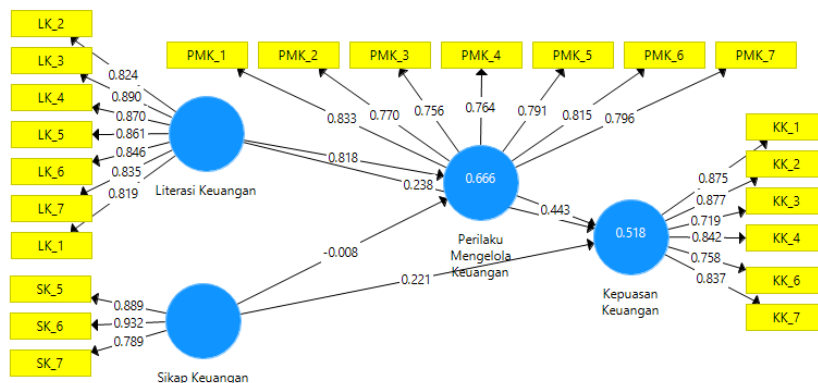 LK_2
LK_3
LK_4
LK_5
LK_6
LK_7
LK_1
0.824
0.890
0.870
0.861
0.846
0.835
0.819
Literasi Keuangan
PMK_1
PMK_2
PMK_3
PMK_4
PMK_5
PMK_6
PMK_7
0.833
0.770
0.756
0.764
0.791
0.815
0.796
0.818
0.238
0.666
Perilaku
Mengelola
Keuangan
0.443
-0.008
0.221
SK_5
SK_6
SK_7
0.889
0.932
0.789
Sikap Keuangan
0.518
Kepuasan
Keuangan
0.875
0.877
0.719
0.842
0.758
0.837
KK_1
KK_2
KK_3
KK_4
KK_6
KK_7